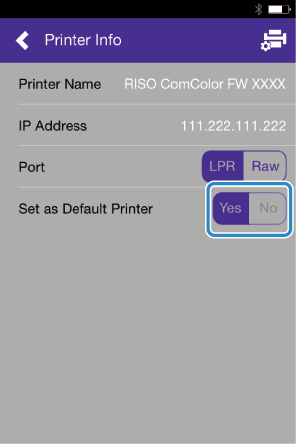 Printer Info
Printer Name RISO ComColor FW XXXX
IP Address 111.222.111.222
Port LPR Raw
Set as Default Printer Yes No